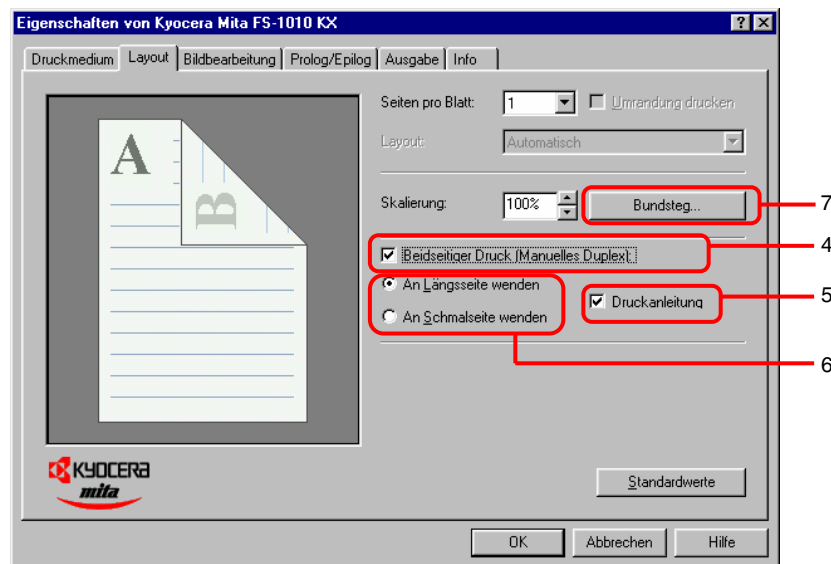 Eigenschaften von Kyocera Mita FS-1010 KX
Druckmedium Layout Bildbearbeitung Prolog/Epilog Ausgabe Info
Seiten pro Blatt: 1 Umrandung drucken
Layout: Automatisch
A
B
Skalierung: 100% Bundsteg... 7
Beidseitiger Druck (Manuelles Duplex): 4
An Längsseite wenden
Druckanleitung 5
An Schmalseite wenden
6
KYOCERA
mita
Standardwerte
OK Abbrechen Hilfe